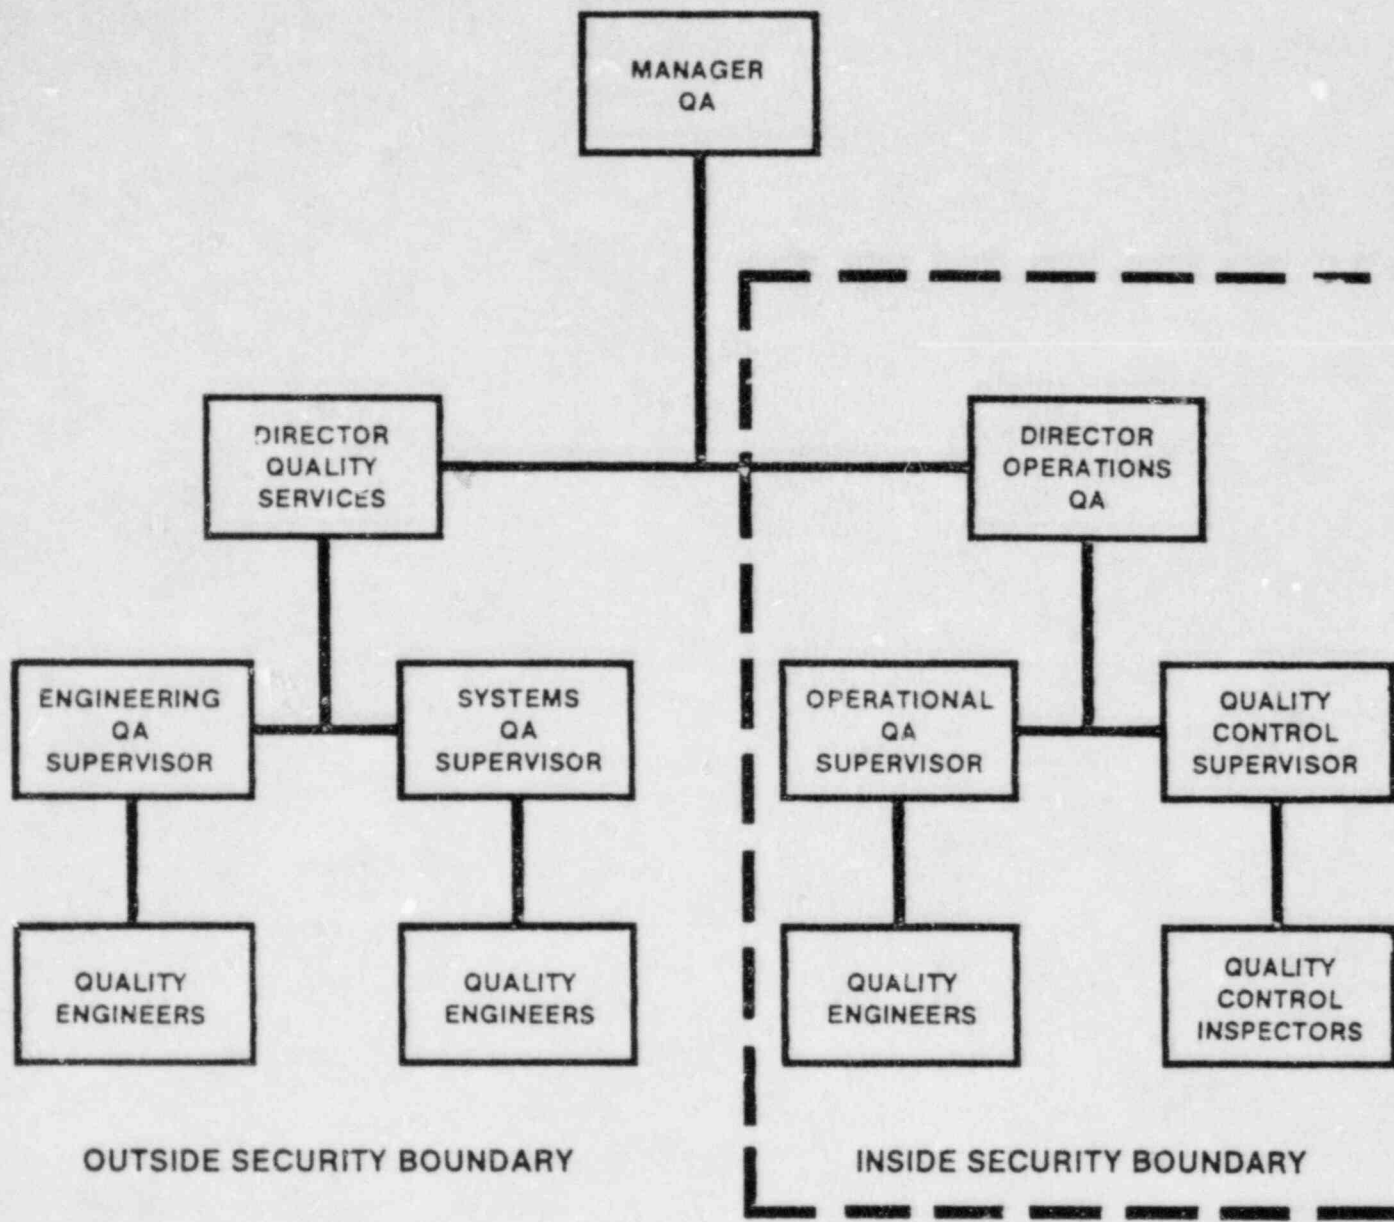 MANAGER
QA
DIRECTOR
QUALITY
SERVICES
DIRECTOR
OPERATIONS
QA
ENGINEERING
QA
SUPERVISOR
SYSTEMS
QA
SUPERVISOR
OPERATIONAL
QA
SUPERVISOR
QUALITY
CONTROL
SUPERVISOR
QUALITY
ENGINEERS
QUALITY
ENGINEERS
QUALITY
ENGINEERS
QUALITY
CONTROL
INSPECTORS
OUTSIDE SECURITY BOUNDARY
INSIDE SECURITY BOUNDARY